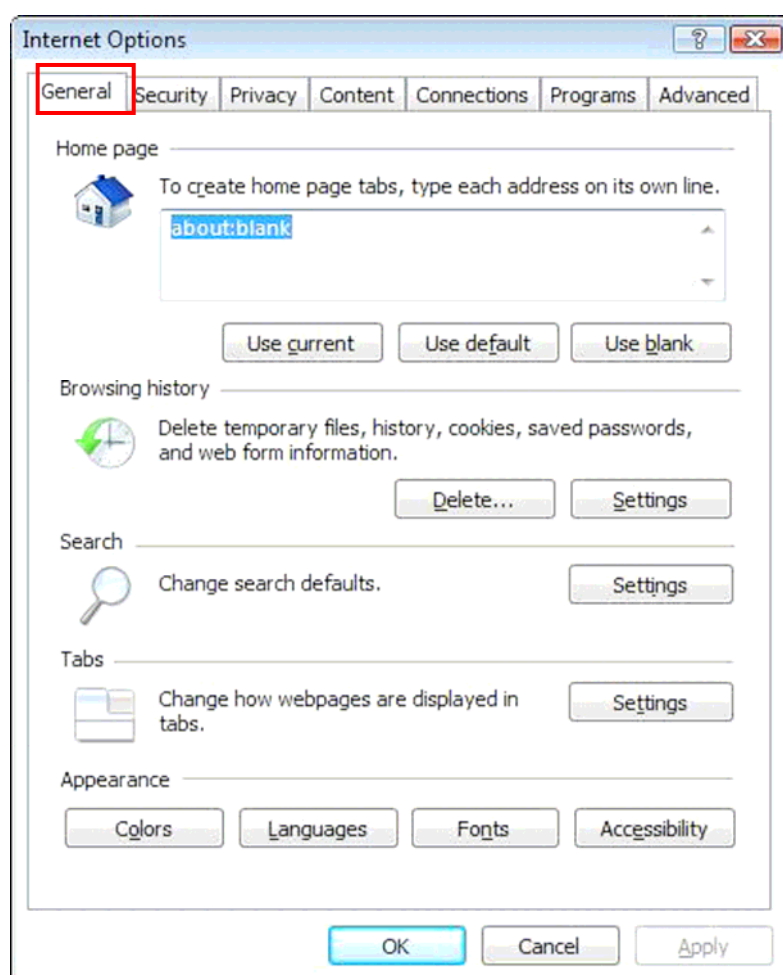 Internet Options
General Security Privacy Content Connections Programs Advanced
Home page
To create home page tabs, type each address on its own line.
about:blank
Use current Use default Use blank
Browsing history
Delete temporary files, history, cookies, saved passwords,
and web form information.
Delete... Settings
Search
Change search defaults.
Settings
Tabs
Change how webpages are displayed in
tabs.
Settings
Appearance
Colors Languages Fonts Accessibility
OK Cancel Apply